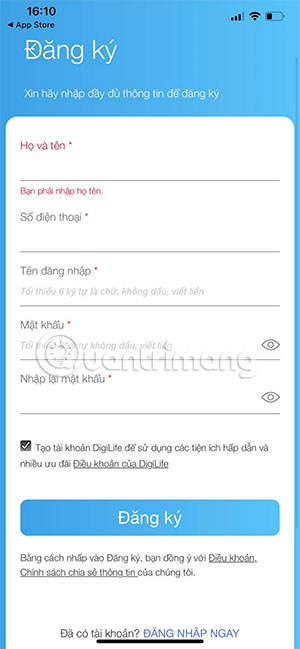 16:10
App Store
Đăng ký
Xin hãy nhập đầy đủ thông tin để đăng ký
Họ và tên *
Bạn phải nhập họ tên.
Số điện thoại *
Tên đăng nhập *
Tối thiểu 6 ký tự là chữ, không dấu, viết liền
Mật khẩu *
Tối thiểu ký tự không dấu, viết liền
Quantrimang
Nhập lại mật khẩu *
Tạo tài khoản DigiLife để sử dụng các tiện ích hấp dẫn và
nhiều ưu đãi Điều khoản của DigiLife
Đăng ký
Bằng cách nhấp vào Đăng ký, bạn đồng ý với Điều khoản,
Chính sách chia sẻ thông tin của chúng tôi.
Đã có tài khoản? ĐĂNG NHẬP NGAY